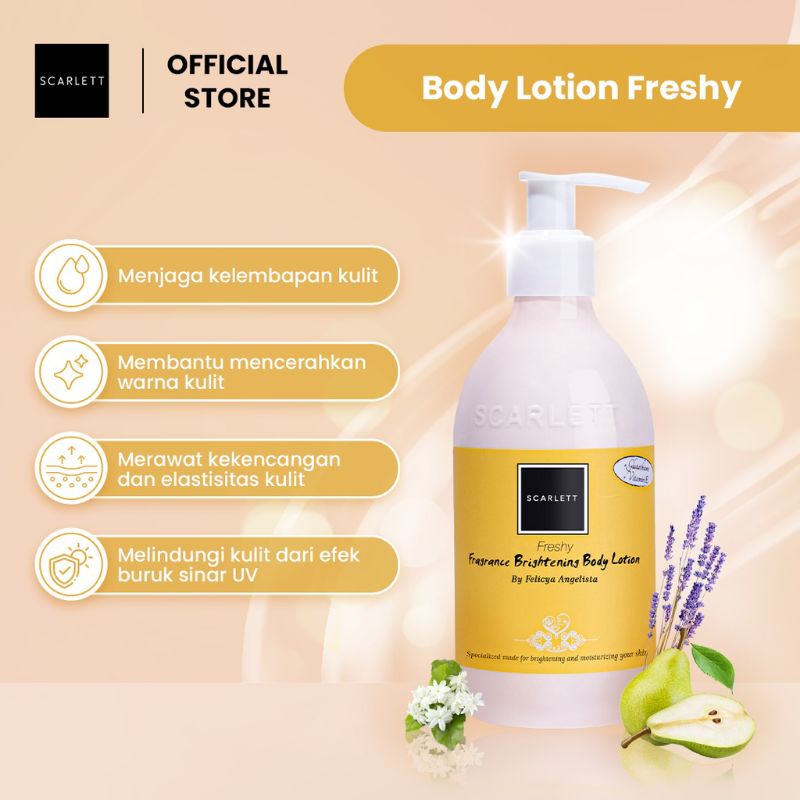 SCARLETT
OFFICIAL
STORE
Body Lotion Freshy
Menjaga kelembapan kulit
Membantu mencerahkan
warna kulit
Merawat kekencangan
dan elastisitas kulit
Melindungi kulit dari efek
buruk sinar UV
SCARLETT
Glutathione
Vitamin E
SCARLETT
Freshy
Fragrance Brightening Body Lotion
By Felicya Angelista
Specialized made for brightening and moisturizing your skin